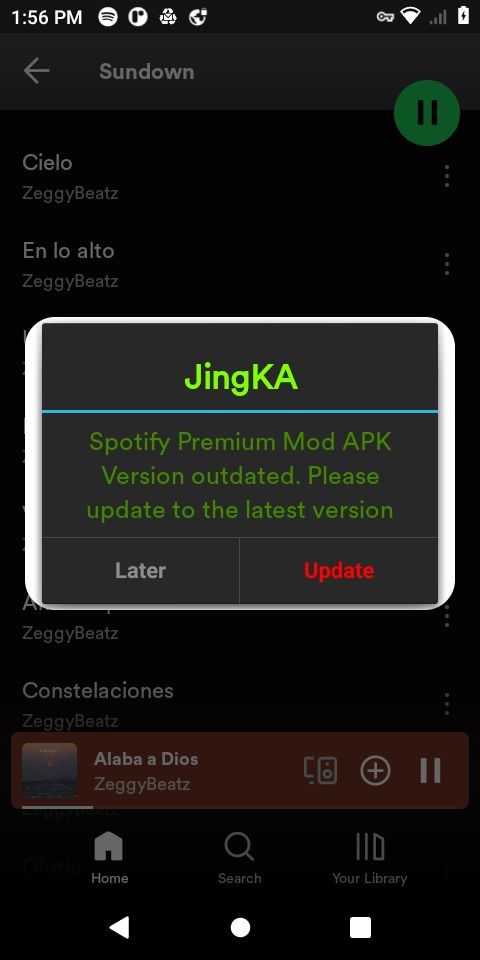 1:56 PM
Sundown
Cielo
ZeggyBeatz
En lo alto
ZeggyBeatz
JingKA
Spotify Premium Mod APK
Version outdated. Please
update to the latest version
Later
Update
ZeggyBeatz
Constelaciones
ZeggyBeatz
Alaba a Dios
ZeggyBeatz
ZeggyBeatz
Gloria
Home
Search
Your Library